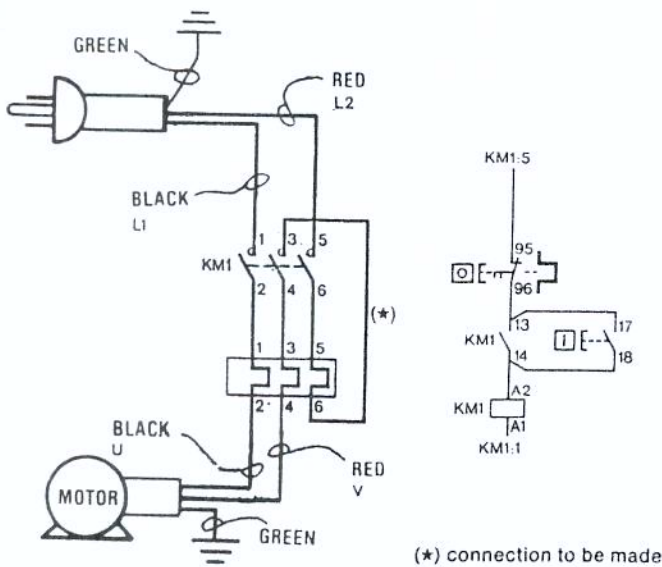 GREEN
RED
L2
BLACK
L1
1 3 5
KM1
2 4 6
(★)
1 3 5
2 4 6
BLACK
U
RED
V
MOTOR
GREEN
KM1:5
95
O
96
13 17
KM1 I
14 18
A2
KM1
A1
KM1:1
(★) connection to be made